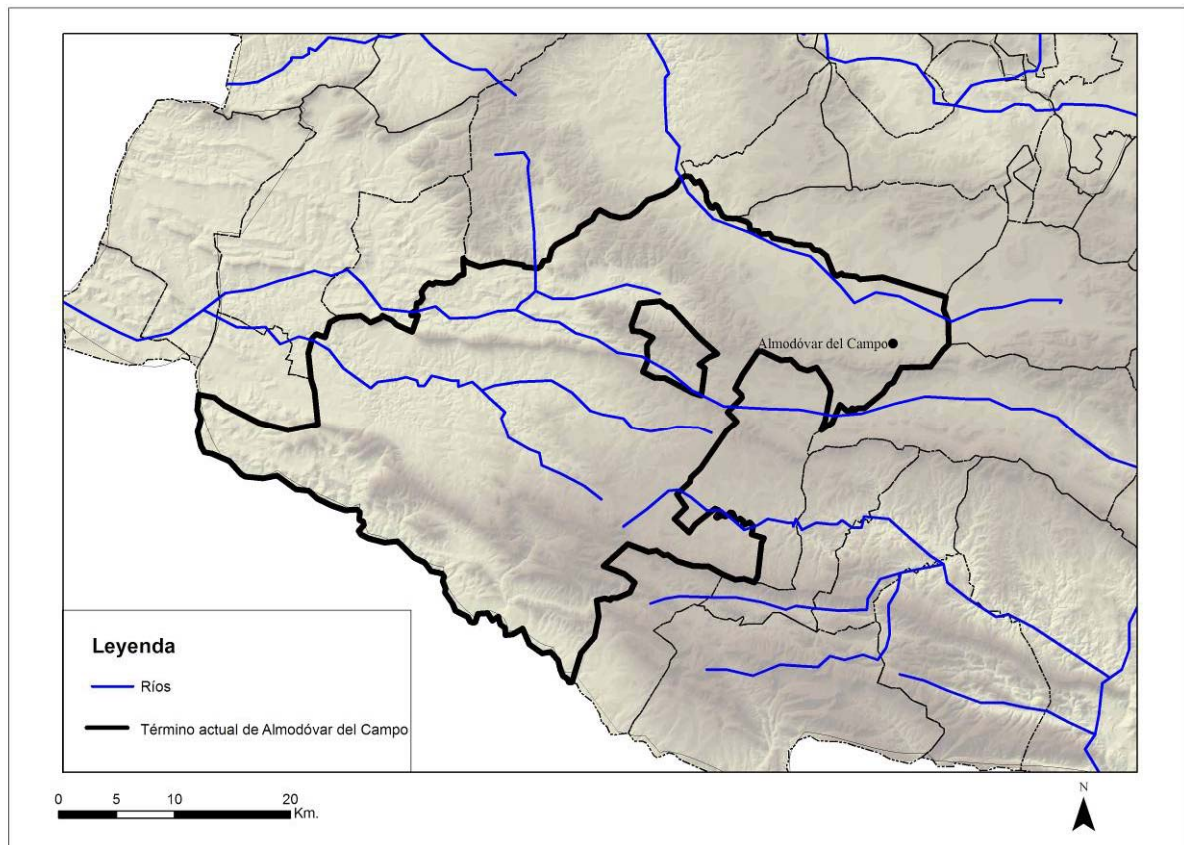 Almodóvar del Campo
Leyenda
Ríos
Término actual de Almodóvar del Campo
0 5 10 20
Km.
N